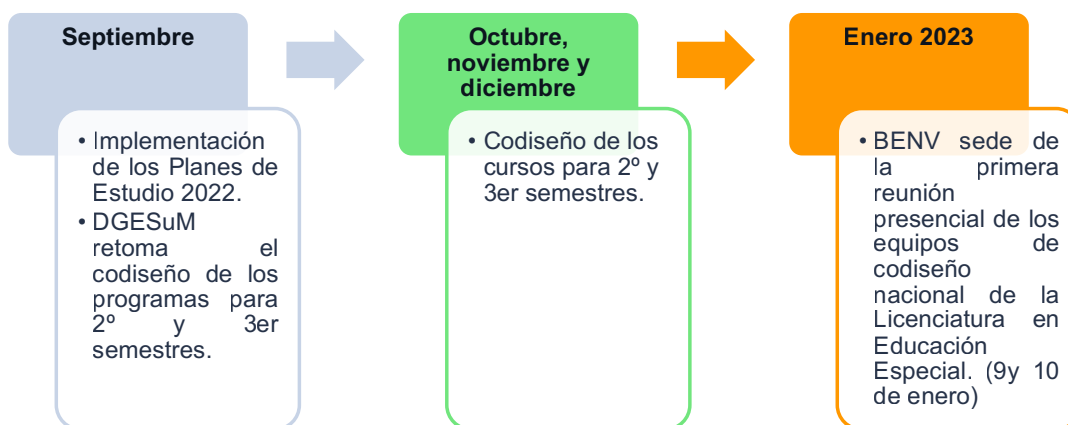 Septiembre
• Implementación
de los Planes de
Estudio 2022.
• DGESuM
retoma el
codiseño de los
programas para
2º y 3er
semestres.
Octubre,
noviembre y
diciembre
• Codiseño de los
cursos para 2º y
3er semestres.
Enero 2023
• BENV sede de
la primera
reunión
presencial de los
equipos de
codiseño
nacional de la
Licenciatura en
Educación
Especial. (9y 10
de enero)